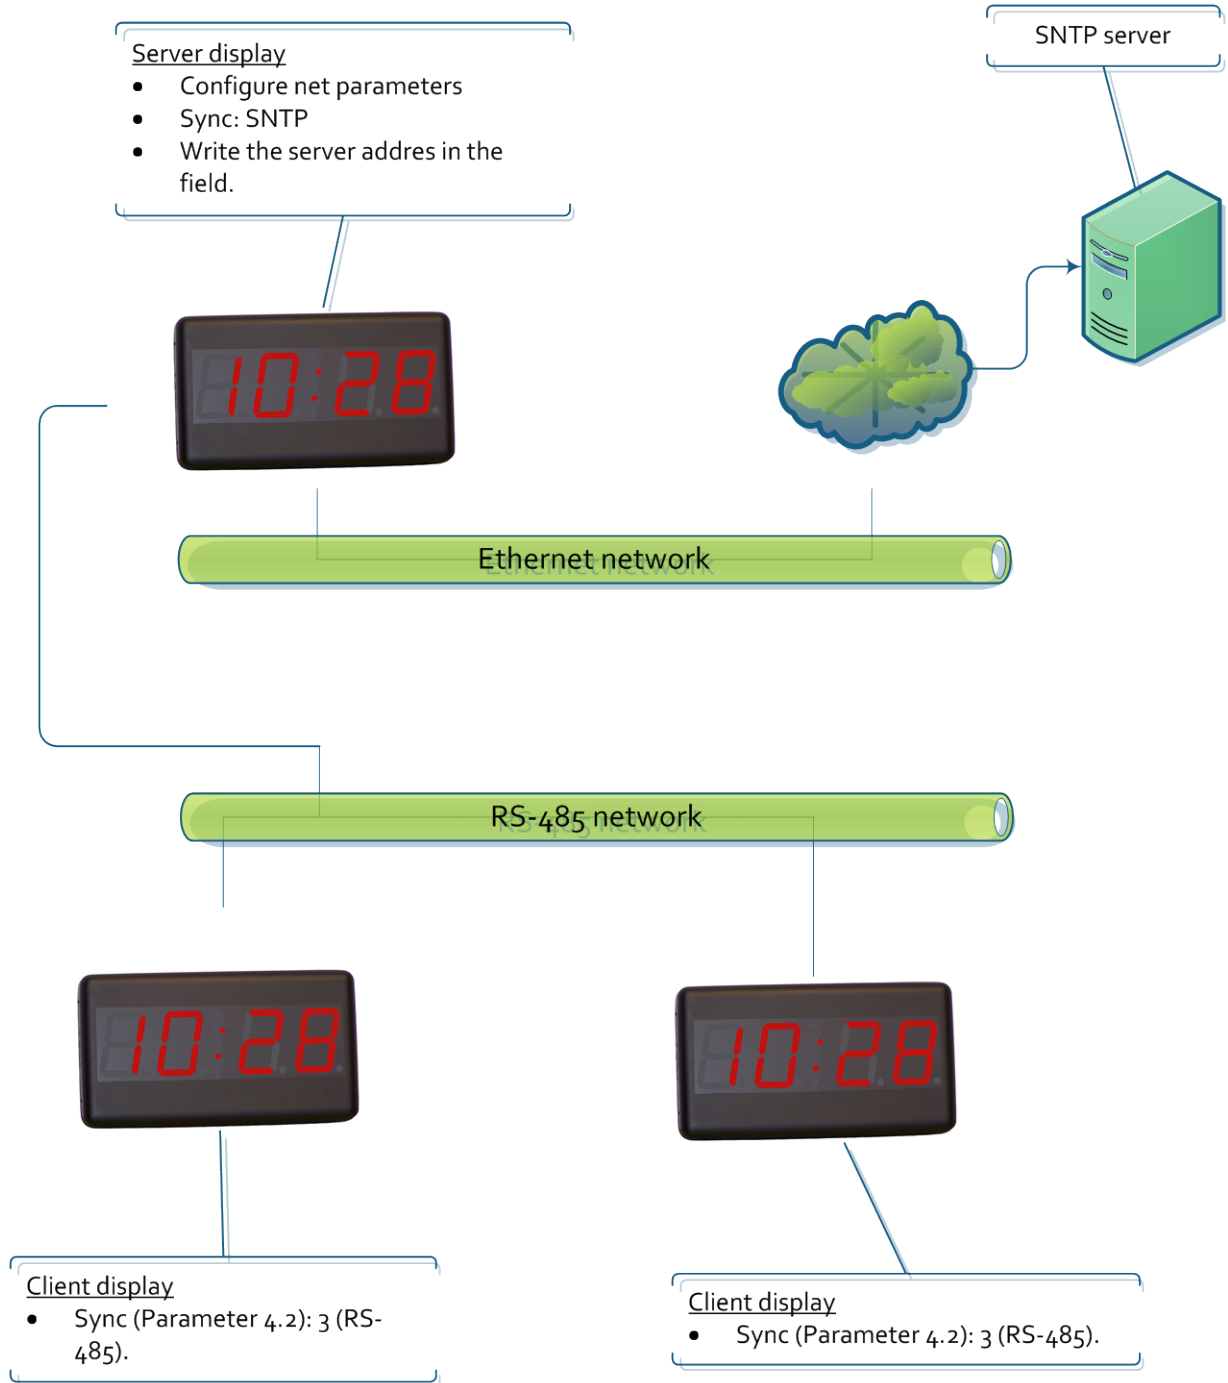 SNTP server
Server display
• Configure net parameters
• Sync: SNTP
• Write the server addres in the
field.
10:28
Ethernet network
RS-485 network
10:28
10:28
Client display
• Sync (Parameter 4.2): 3 (RS-
485).
Client display
• Sync (Parameter 4.2): 3 (RS-485).